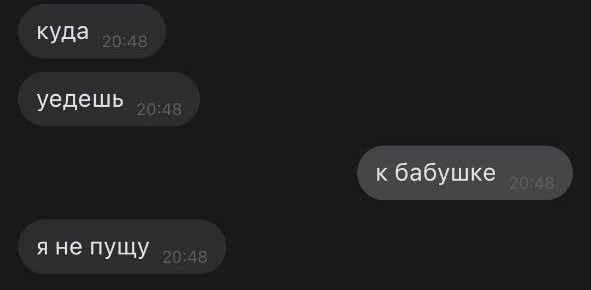 куда 20:48
уедешь 20:48
к бабушке 20:48
я не пущу 20:48